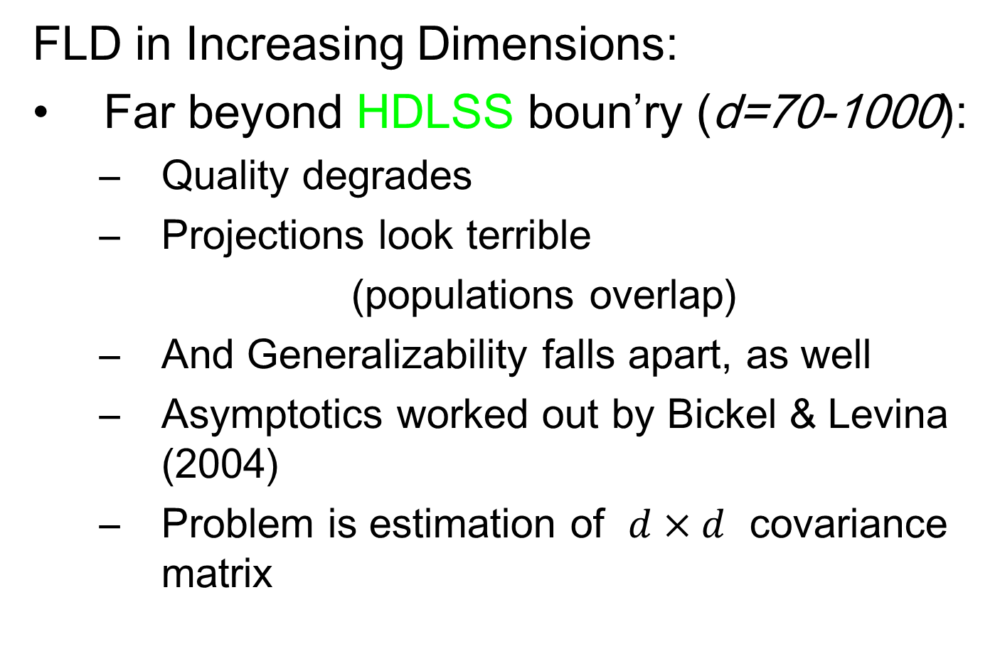 FLD in Increasing Dimensions:
• Far beyond HDLSS boun’ry (d=70-1000):
– Quality degrades
– Projections look terrible
(populations overlap)
– And Generalizability falls apart, as well
– Asymptotics worked out by Bickel & Levina
(2004)
– Problem is estimation of 𝑑 × 𝑑 covariance
matrix